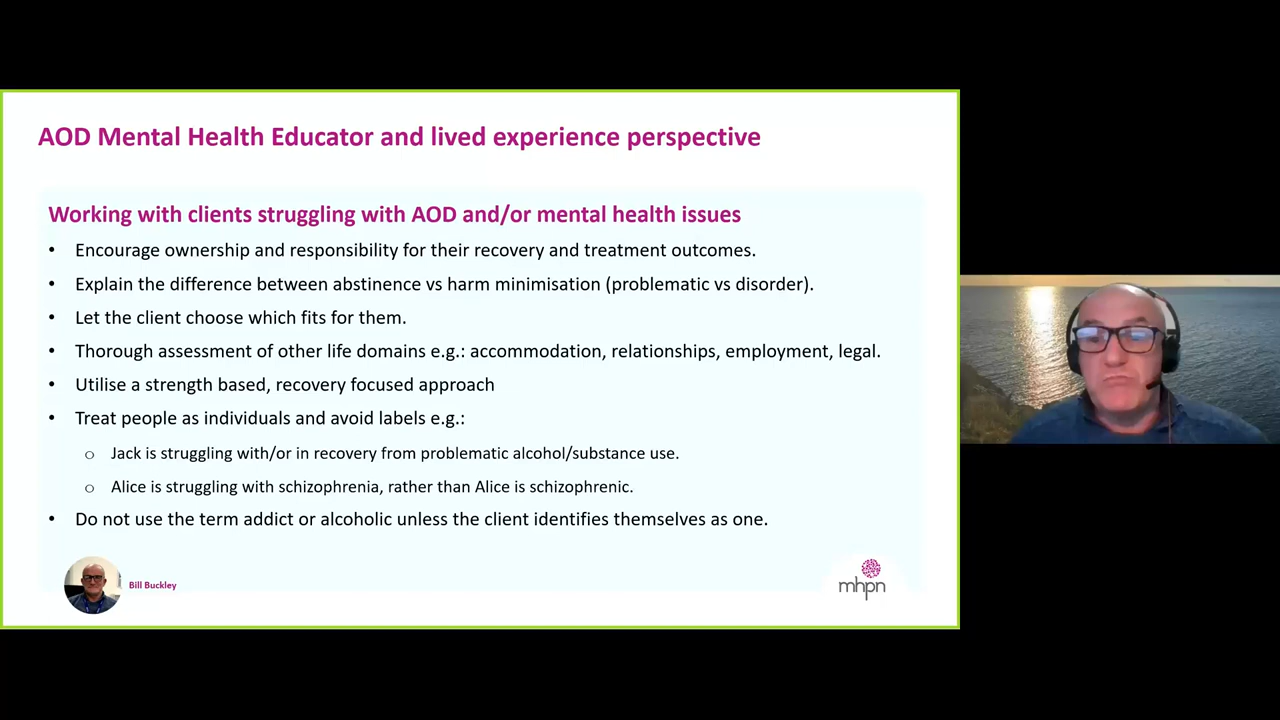 AOD Mental Health Educator and lived experience perspective
Working with clients struggling with AOD and/or mental health issues
• Encourage ownership and responsibility for their recovery and treatment outcomes.
• Explain the difference between abstinence vs harm minimisation (problematic vs disorder).
• Let the client choose which fits for them.
• Thorough assessment of other life domains e.g.: accommodation, relationships, employment, legal.
• Utilise a strength based, recovery focused approach
• Treat people as individuals and avoid labels e.g.:
o Jack is struggling with/or in recovery from problematic alcohol/substance use.
o Alice is struggling with schizophrenia, rather than Alice is schizophrenic.
• Do not use the term addict or alcoholic unless the client identifies themselves as one.
Bill Buckley
mhpn